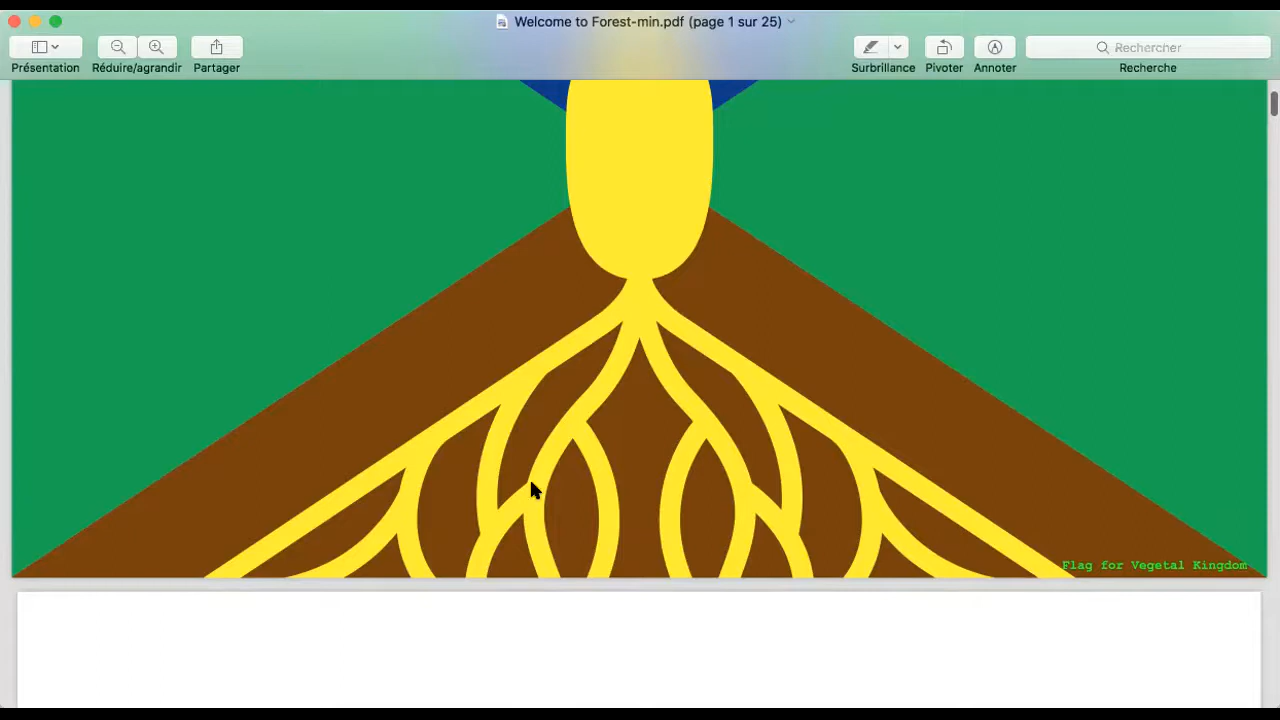 Welcome to Forest-min.pdf (page 1 sur 25)
Présentation
Réduire/agrandir
Partager
Surbrillance
Pivoter
Annoter
Rechercher
Recherche
Flag for Vegetal Kingdom